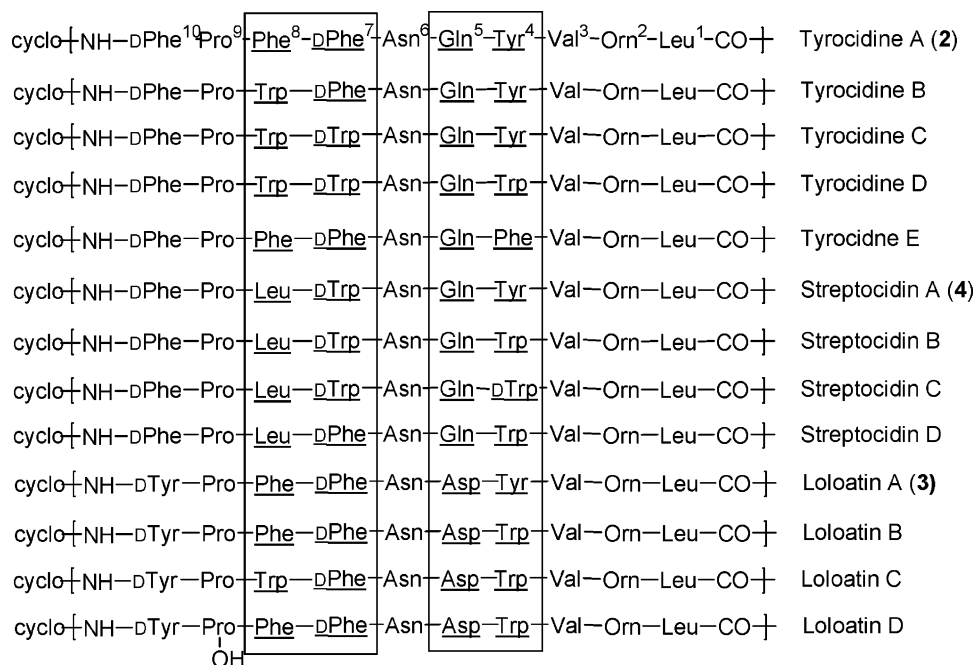 cyclo[NH–DPhe¹⁰Pro⁹–Phe⁸–DPhe⁷–Asn⁶–Gln⁵–Tyr⁴–Val³–Orn²–Leu¹–CO] Tyrocidine A (2)
cyclo[NH–DPhe–Pro–Trp–DPhe–Asn–Gln–Tyr–Val–Orn–Leu–CO] Tyrocidine B
cyclo[NH–DPhe–Pro–Trp–DTrp–Asn–Gln–Tyr–Val–Orn–Leu–CO] Tyrocidine C
cyclo[NH–DPhe–Pro–Trp–DTrp–Asn–Gln–Trp–Val–Orn–Leu–CO] Tyrocidine D
cyclo[NH–DPhe–Pro–Phe–DPhe–Asn–Gln–Phe–Val–Orn–Leu–CO] Tyrocidne E
cyclo[NH–DPhe–Pro–Leu–DTrp–Asn–Gln–Tyr–Val–Orn–Leu–CO] Streptocidin A (4)
cyclo[NH–DPhe–Pro–Leu–DTrp–Asn–Gln–Trp–Val–Orn–Leu–CO] Streptocidin B
cyclo[NH–DPhe–Pro–Leu–DTrp–Asn–Gln–DTrp–Val–Orn–Leu–CO] Streptocidin C
cyclo[NH–DPhe–Pro–Leu–DPhe–Asn–Gln–Trp–Val–Orn–Leu–CO] Streptocidin D
cyclo[NH–DTyr–Pro–Phe–DPhe–Asn–Asp–Tyr–Val–Orn–Leu–CO] Loloatin A (3)
cyclo[NH–DTyr–Pro–Phe–DPhe–Asn–Asp–Trp–Val–Orn–Leu–CO] Loloatin B
cyclo[NH–DTyr–Pro–Trp–DPhe–Asn–Asp–Trp–Val–Orn–Leu–CO] Loloatin C
cyclo[NH–DTyr–Pro–Phe–DPhe–Asn–Asp–Trp–Val–Orn–Leu–CO] Loloatin D
OH